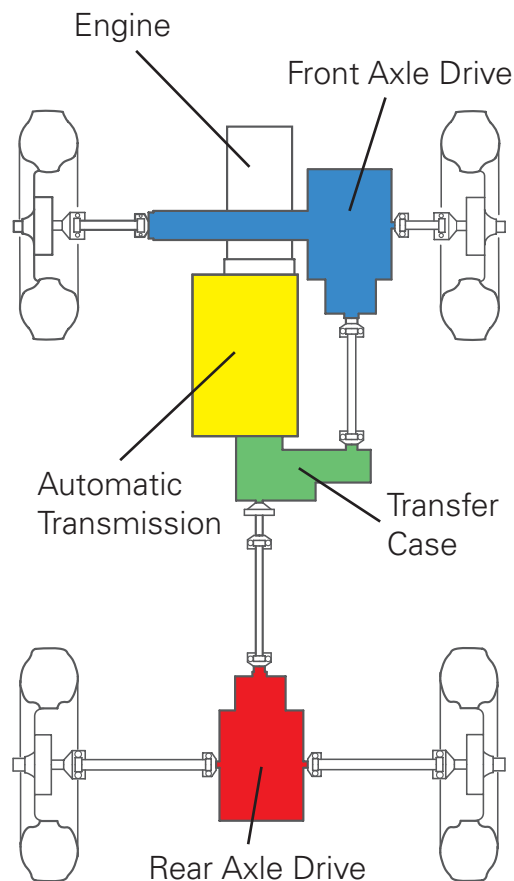 Engine
Front Axle Drive
Automatic
Transmission
Transfer
Case
Rear Axle Drive